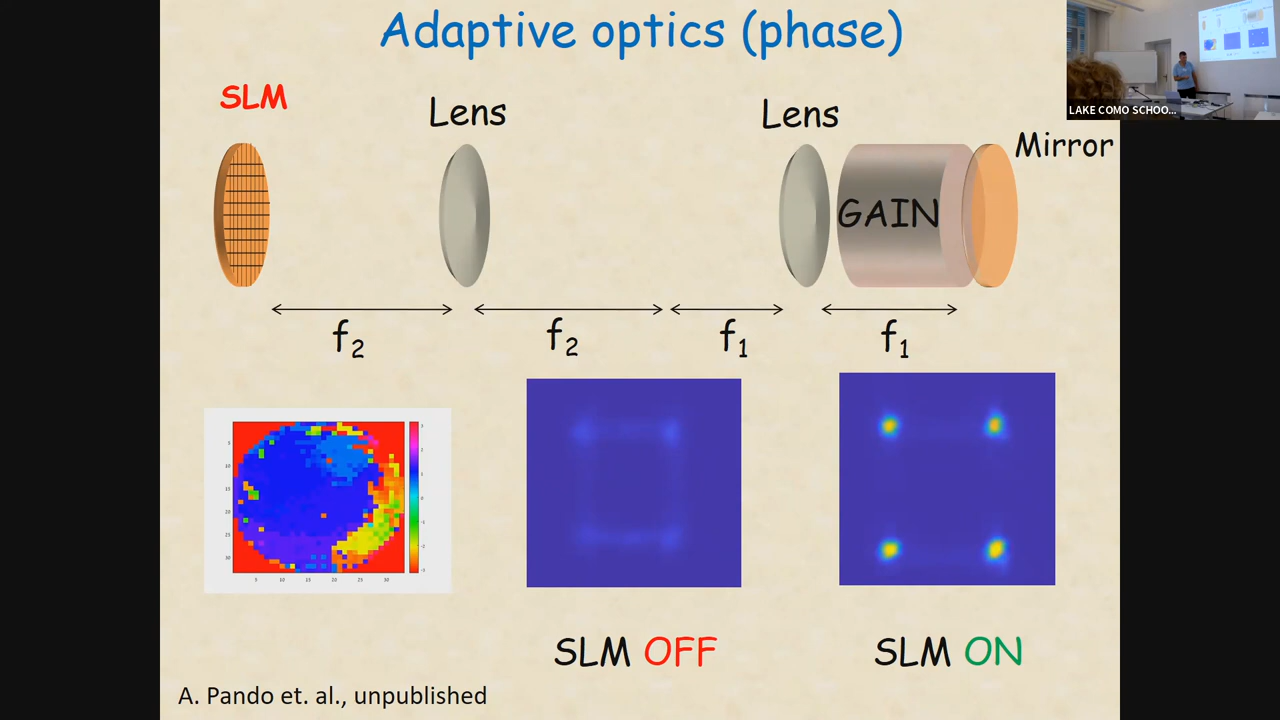 Adaptive optics (phase)
SLM
Lens
Lens
Mirror
GAIN
f2
f2
f1
f1
SLM OFF
SLM ON
A. Pando et. al., unpublished
LAKE COMO SCHOO...